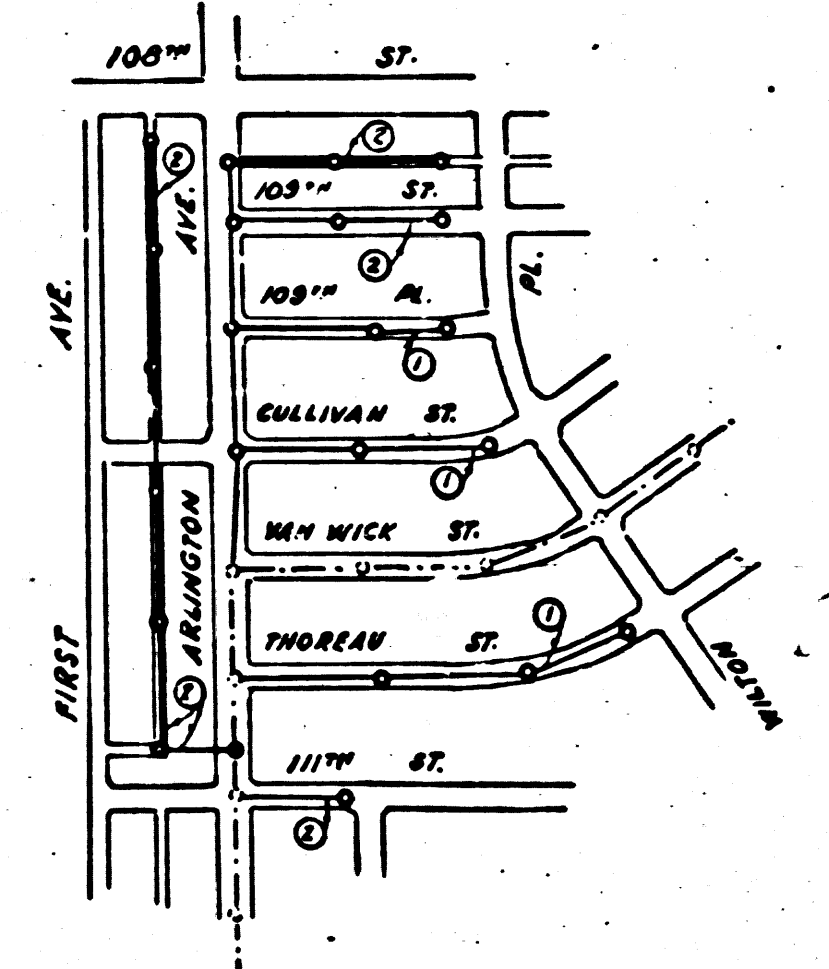 108TH ST.
2
2
109TH ST.
AVE.
2
PL.
109TH PL.
AVE.
1
CULLIVAN ST.
1
VAN WICK ST.
ARLINGTON
1
THOREAU ST.
FIRST
WILTON
2
111TH ST.
2